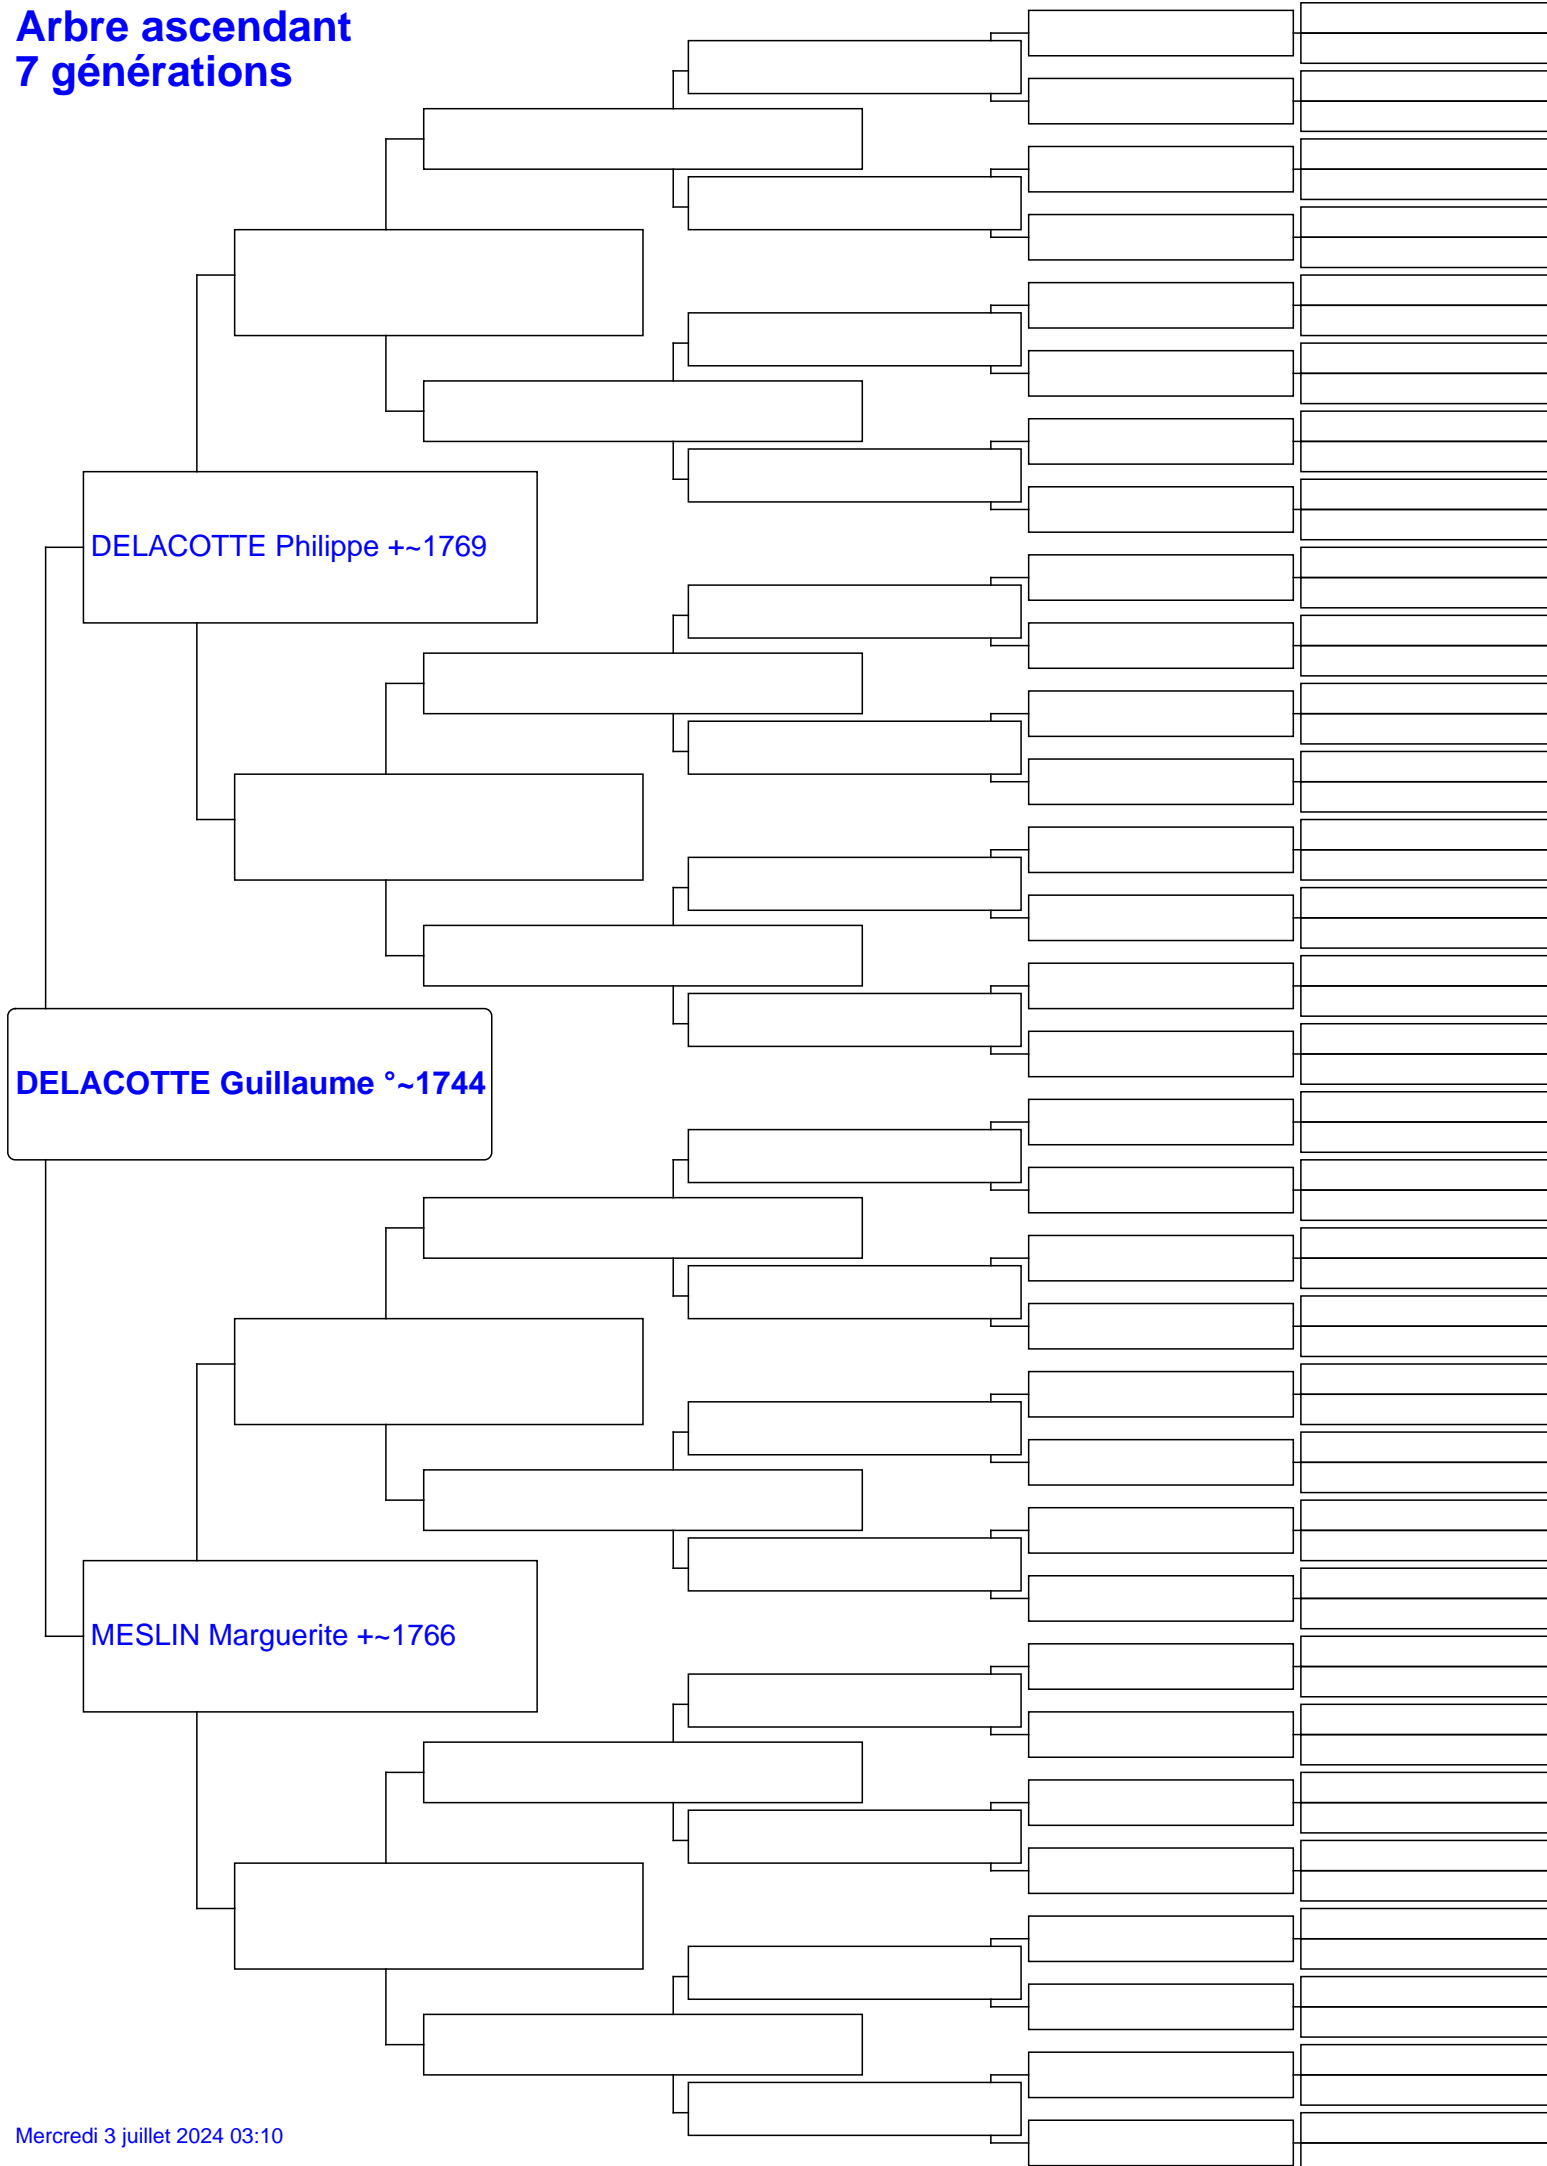 Arbre ascendant
7 générations
DELACOTTE Philippe +~1769
DELACOTTE Guillaume °~1744
MESLIN Marguerite +~1766
Mercredi 3 juillet 2024 03:10